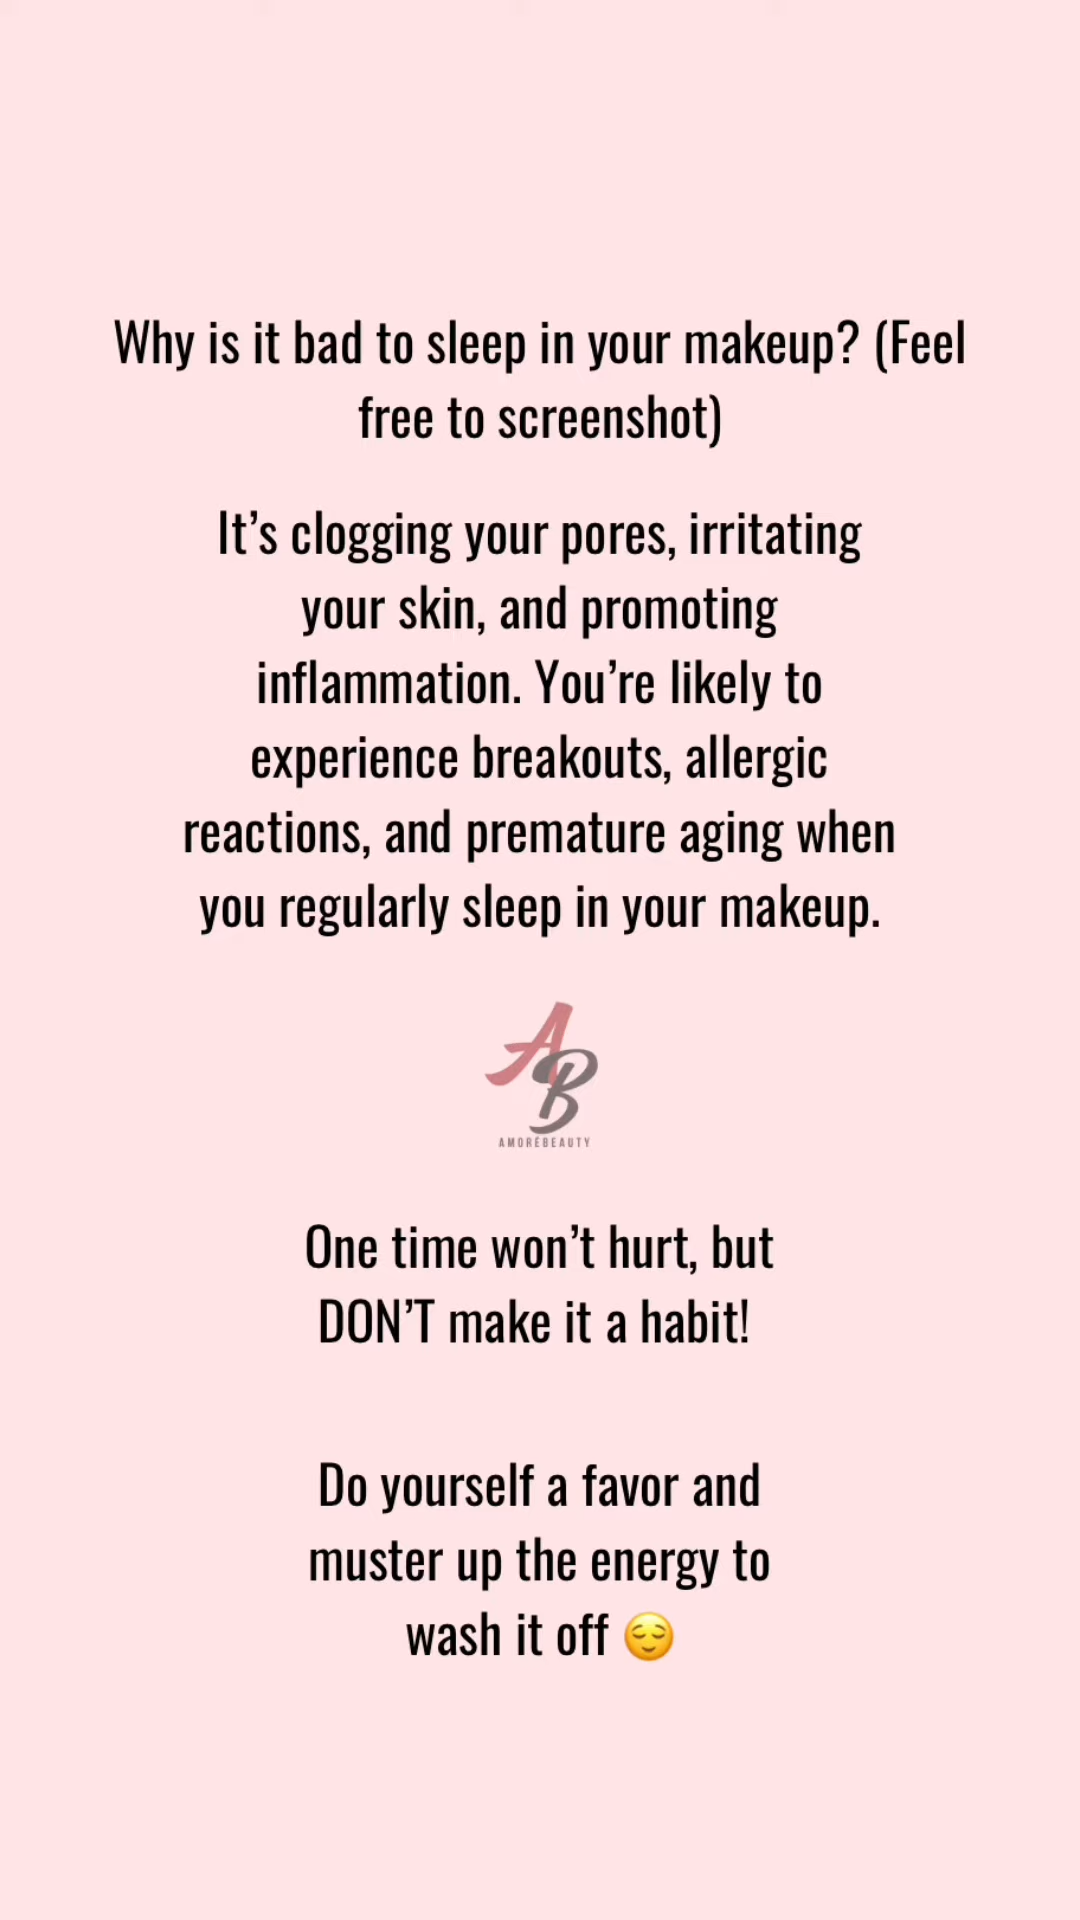 Why is it bad to sleep in your makeup? (Feel
free to screenshot)
It’s clogging your pores, irritating
your skin, and promoting
inflammation. You’re likely to
experience breakouts, allergic
reactions, and premature aging when
you regularly sleep in your makeup.
AB
AMORÉBEAUTY
One time won’t hurt, but
DON’T make it a habit!
Do yourself a favor and
muster up the energy to
wash it off 😌